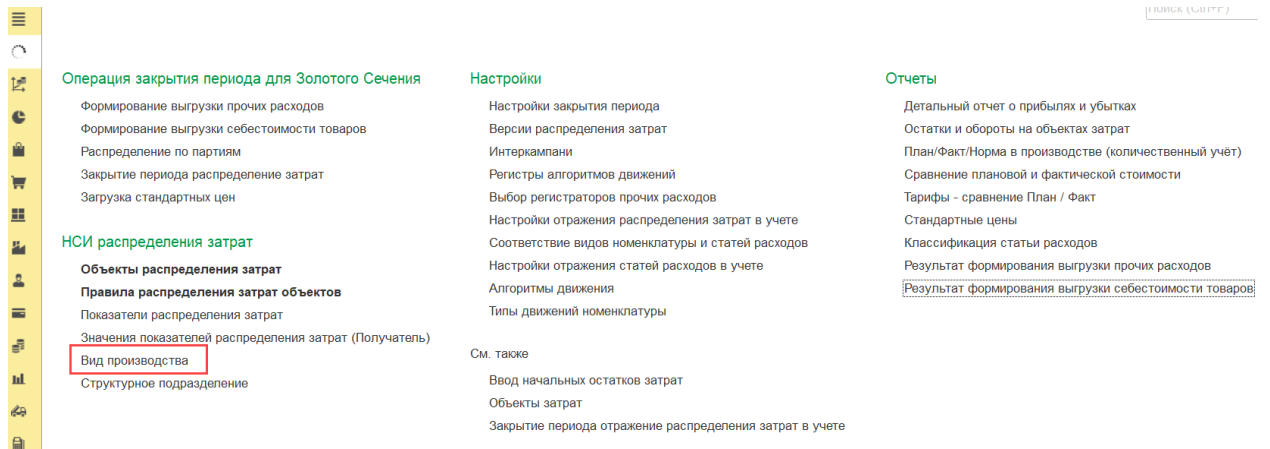 Поиск (Ctrl+F)
Операция закрытия периода для Золотого Сечения
Формирование выгрузки прочих расходов
Формирование выгрузки себестоимости товаров
Распределение по партиям
Закрытие периода распределение затрат
Загрузка стандартных цен
НСИ распределения затрат
Объекты распределения затрат
Правила распределения затрат объектов
Показатели распределения затрат
Значения показателей распределения затрат (Получатель)
Вид производства
Структурное подразделение
Настройки
Настройки закрытия периода
Версии распределения затрат
Интеркампани
Регистры алгоритмов движений
Выбор регистраторов прочих расходов
Настройки отражения распределения затрат в учете
Соответствие видов номенклатуры и статей расходов
Настройки отражения статей расходов в учете
Алгоритмы движения
Типы движений номенклатуры
См. также
Ввод начальных остатков затрат
Объекты затрат
Закрытие периода отражение распределения затрат в учете
Отчеты
Детальный отчет о прибылях и убытках
Остатки и обороты на объектах затрат
План/Факт/Норма в производстве (количественный учёт)
Сравнение плановой и фактической стоимости
Тарифы - сравнение План / Факт
Стандартные цены
Классификация статьи расходов
Результат формирования выгрузки прочих расходов
Результат формирования выгрузки себестоимости товаров